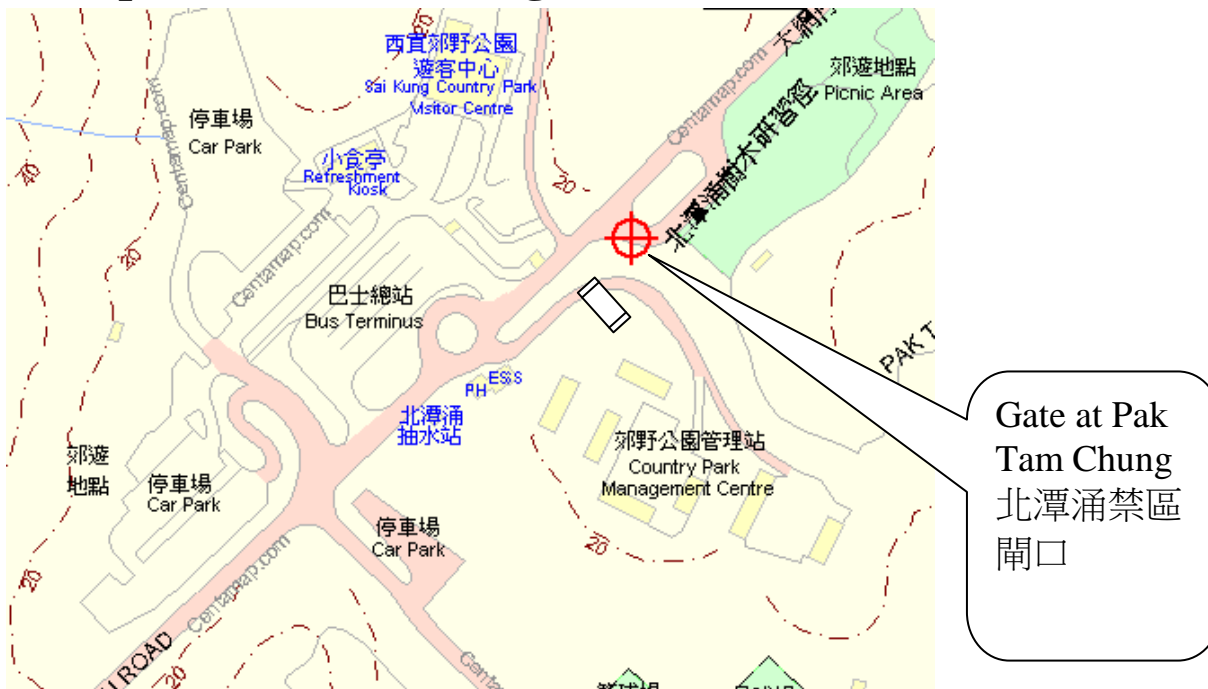 西貢郊野公園
遊客中心
Sai Kung Country Park
Visitor Centre
大網
郊遊地點
Picnic Area
Centamap.com
停車場
Car Park
Centamap.com
小食亭
Refreshment
Kiosk
20
40
北潭涌樹木研習徑
20
Centamap.com
巴士總站
Bus Terminus
PAK T
ESS
PH
北潭涌
抽水站
郊野公園管理站
Country Park
Management Centre
Gate at Pak
Tam Chung
北潭涌禁區
閘口
郊遊
地點
停車場
Car Park
停車場
Car Park
20
20
Centamap.com
ROAD
20